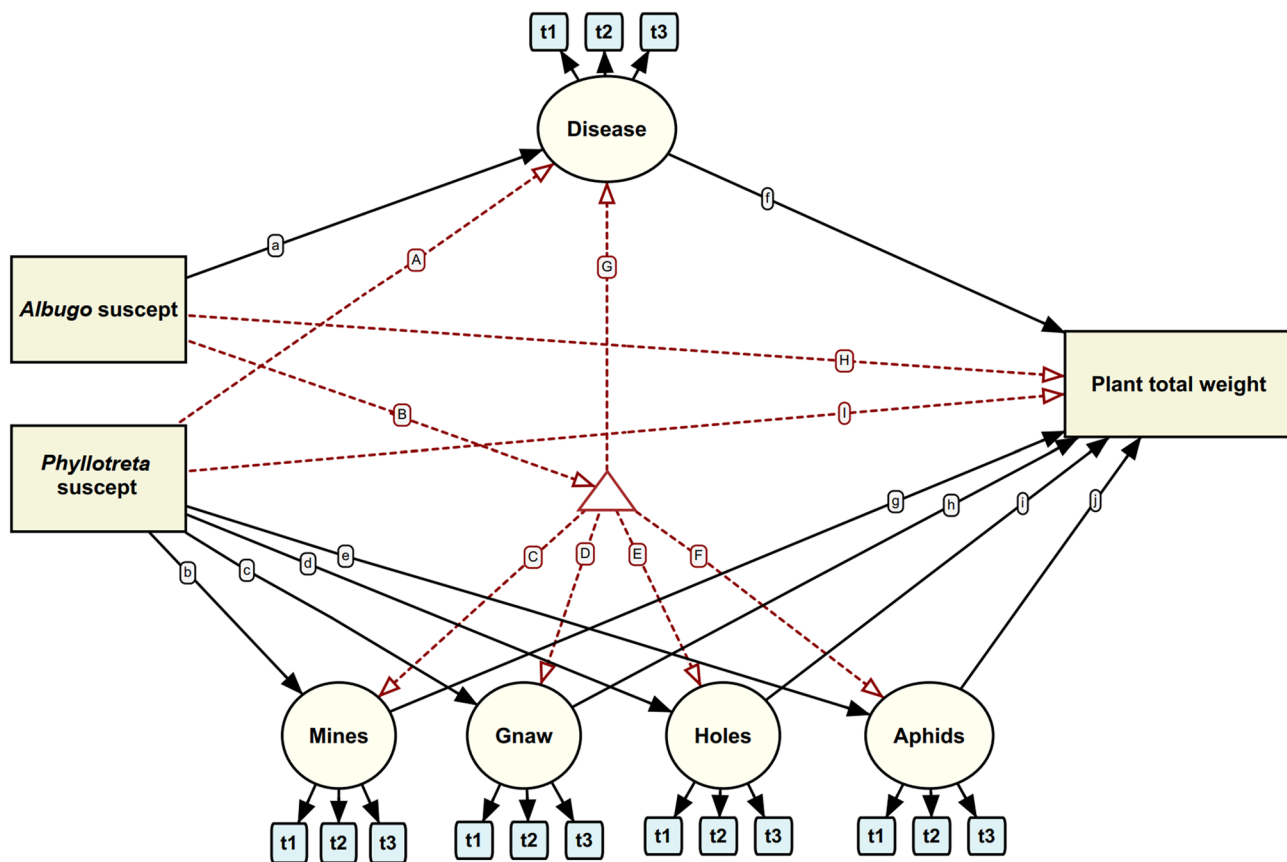 t1 t2 t3
Disease
f
a
A
G
Albugo suscept
H
Plant total weight
B
I
Phyllotreta
suscept
g h i j
e
d
c
b
C D E F
Mines Gnaw Holes Aphids
t1 t2 t3 t1 t2 t3 t1 t2 t3 t1 t2 t3